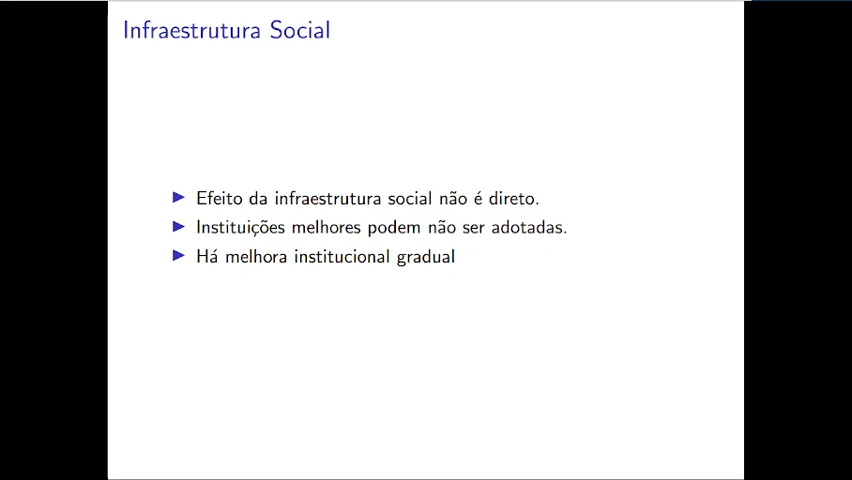 Infraestrutura Social
Efeito da infraestrutura social não é direto.
Instituições melhores podem não ser adotadas.
Há melhora institucional gradual